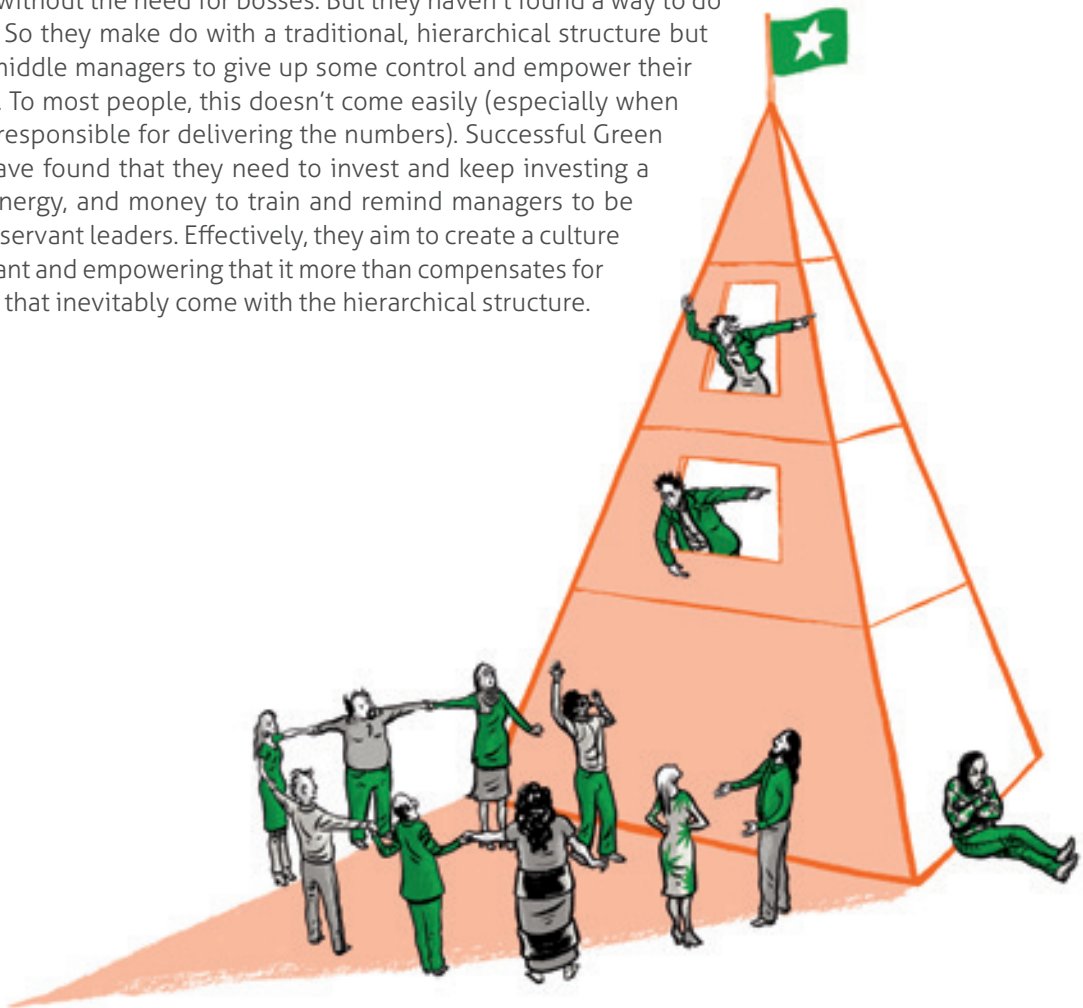 without the need for bosses. But they haven't found a way to do
So they make do with a traditional, hierarchical structure but
middle managers to give up some control and empower their
To most people, this doesn't come easily (especially when
responsible for delivering the numbers). Successful Green
ave found that they need to invest and keep investing a
nergy, and money to train and remind managers to be
servant leaders. Effectively, they aim to create a culture
ant and empowering that it more than compensates for
that inevitably come with the hierarchical structure.